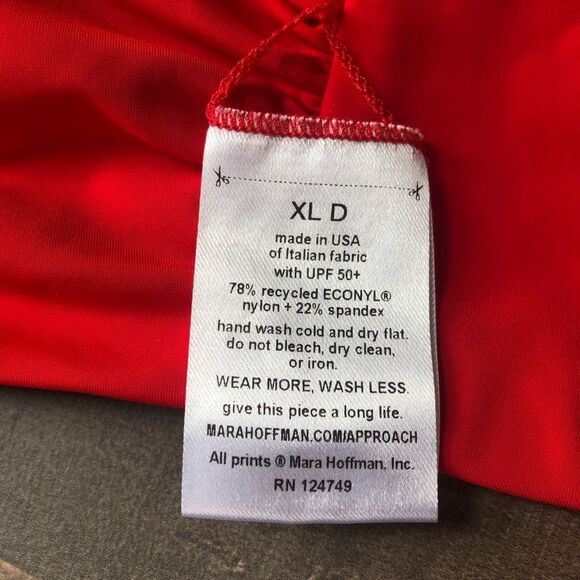 XL D
made in USA
of Italian fabric
with UPF 50+
78% recycled ECONYL®
nylon + 22% spandex
hand wash cold and dry flat.
do not bleach, dry clean,
or iron.
WEAR MORE, WASH LESS.
give this piece a long life.
MARAHOFFMAN.COM/APPROACH
All prints ® Mara Hoffman, Inc.
RN 124749